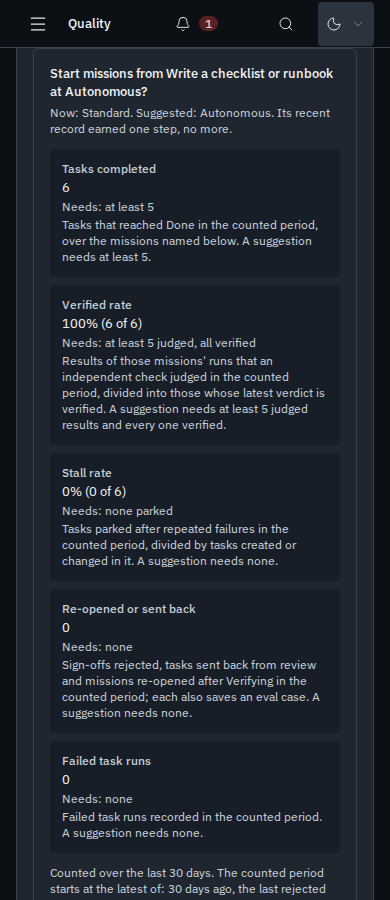 Quality
1
Start missions from Write a checklist or runbook
at Autonomous?
Now: Standard. Suggested: Autonomous. Its recent
record earned one step, no more.
Tasks completed
6
Needs: at least 5
Tasks that reached Done in the counted period,
over the missions named below. A suggestion
needs at least 5.
Verified rate
100% (6 of 6)
Needs: at least 5 judged, all verified
Results of those missions' runs that an
independent check judged in the counted
period, divided into those whose latest verdict is
verified. A suggestion needs at least 5 judged
results and every one verified.
Stall rate
0% (0 of 6)
Needs: none parked
Tasks parked after repeated failures in the
counted period, divided by tasks created or
changed in it. A suggestion needs none.
Re-opened or sent back
0
Needs: none
Sign-offs rejected, tasks sent back from review
and missions re-opened after Verifying in the
counted period; each also saves an eval case. A
suggestion needs none.
Failed task runs
0
Needs: none
Failed task runs recorded in the counted period.
A suggestion needs none.
Counted over the last 30 days. The counted period
starts at the latest of: 30 days ago, the last rejected